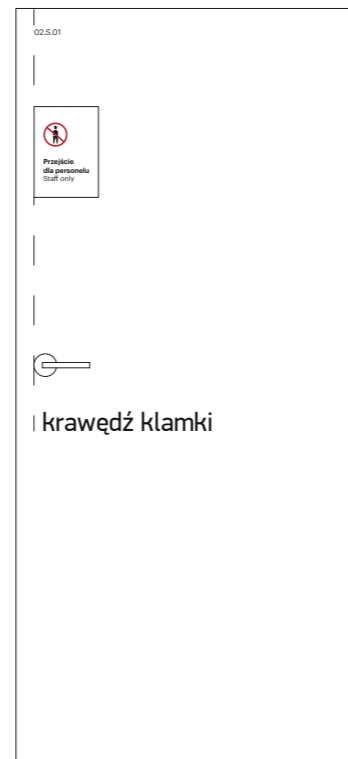 02.S.01
Przejście
dla personelu
Staff only
krawędź klamki